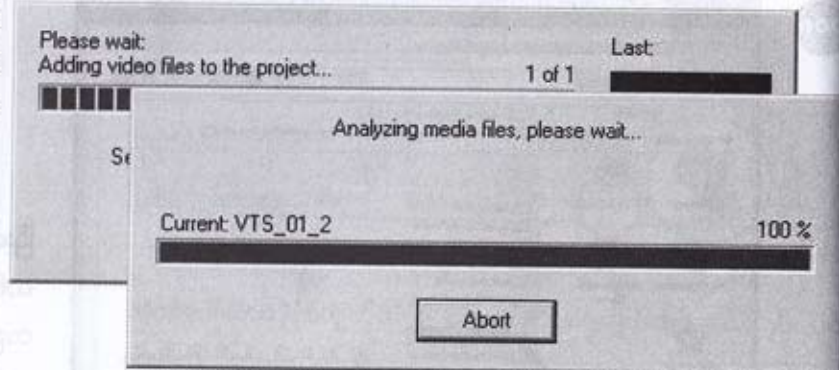 Please wait:
Adding video files to the project...
1 of 1
Last:
Analyzing media files, please wait...
Current: VTS_01_2
100 %
Abort